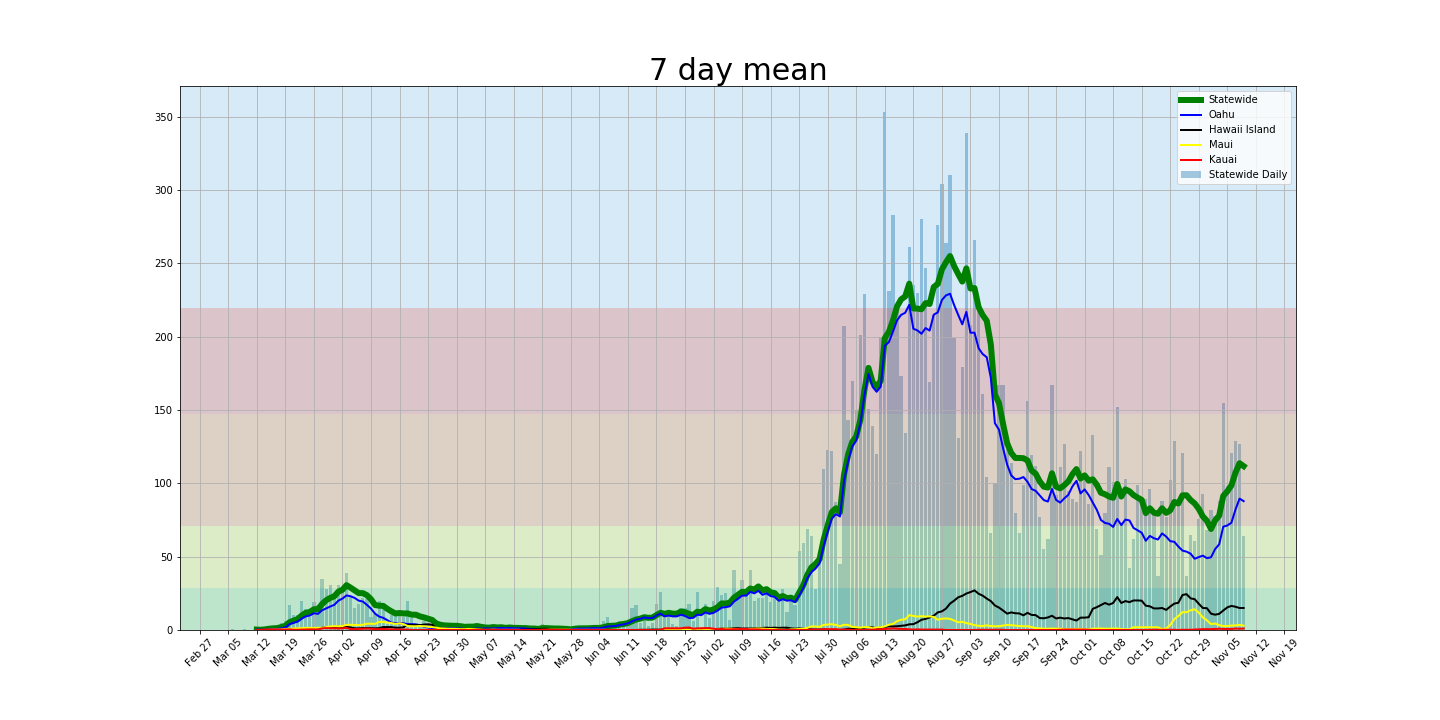 7 day mean
Statewide
Oahu
Hawaii Island
Maui
Kauai
Statewide Daily
350
300
250
200
150
100
50
0
Feb 27 Mar 05 Mar 12 Mar 19 Mar 26 Apr 02 Apr 09 Apr 16 Apr 23 Apr 30 May 07 May 14 May 21 May 28 Jun 04 Jun 11 Jun 18 Jun 25 Jul 02 Jul 09 Jul 16 Jul 23 Jul 30 Aug 06 Aug 13 Aug 20 Aug 27 Sep 03 Sep 10 Sep 17 Sep 24 Oct 01 Oct 08 Oct 15 Oct 22 Oct 29 Nov 05 Nov 12 Nov 19